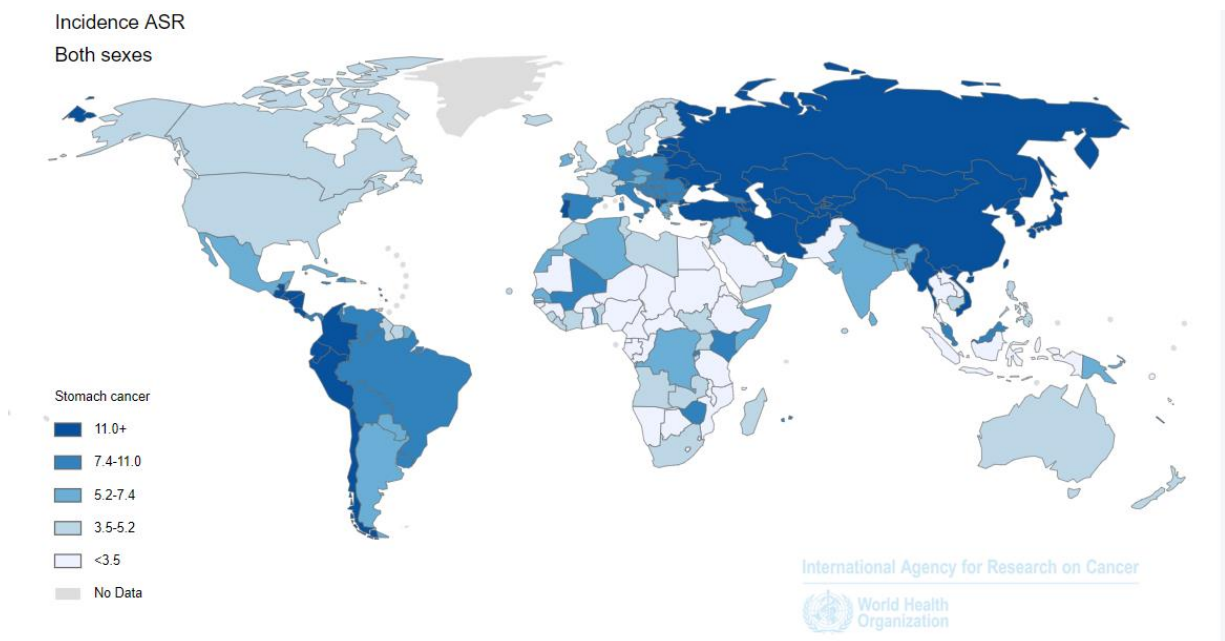 Incidence ASR
Both sexes
Stomach cancer
11.0+
7.4-11.0
5.2-7.4
3.5-5.2
<3.5
No Data
International Agency for Research on Cancer
World Health
Organization